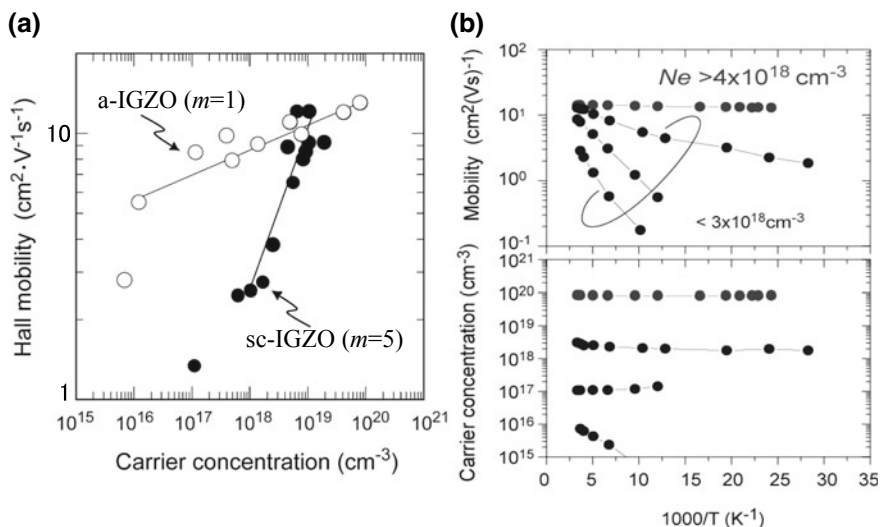 (a)
Hall mobility (cm²·V⁻¹s⁻¹)
10
1
a-IGZO (m=1)
sc-IGZO (m=5)
10¹⁵ 10¹⁶ 10¹⁷ 10¹⁸ 10¹⁹ 10²⁰ 10²¹
Carrier concentration (cm⁻³)
(b)
Mobility (cm²(Vs)⁻¹)
10²
10¹
10⁰
10⁻¹
Ne >4x10¹⁸ cm⁻³
< 3x10¹⁸cm⁻³
Carrier concentration (cm⁻³)
10²¹
10²⁰
10¹⁹
10¹⁸
10¹⁷
10¹⁶
10¹⁵
0 5 10 15 20 25 30 35
1000/T (K⁻¹)